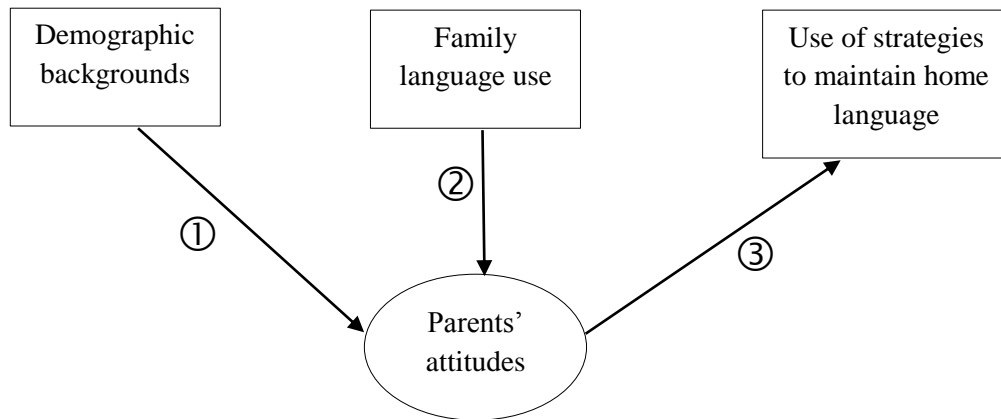 Demographic
backgrounds
Family
language use
Use of strategies
to maintain home
language
①
②
③
Parents’
attitudes